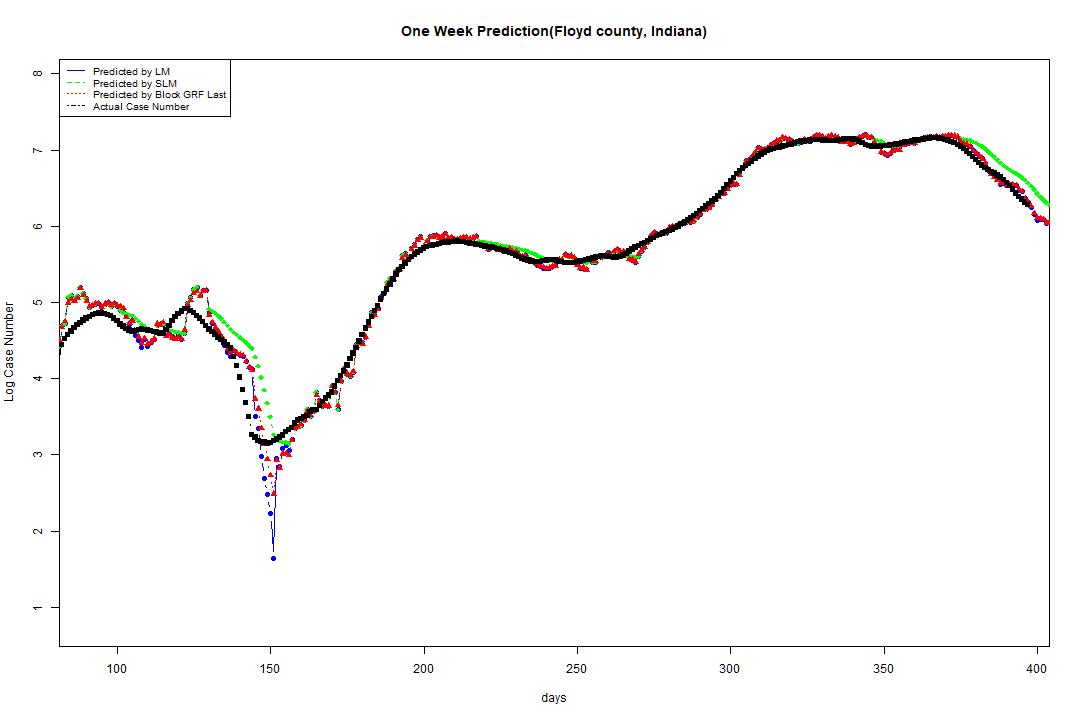 One Week Prediction(Floyd county, Indiana)
Predicted by LM
Predicted by SLM
Predicted by Block GRF Last
Actual Case Number
Log Case Number
8
7
6
5
4
3
2
1
100 150 200 250 300 350 400
days